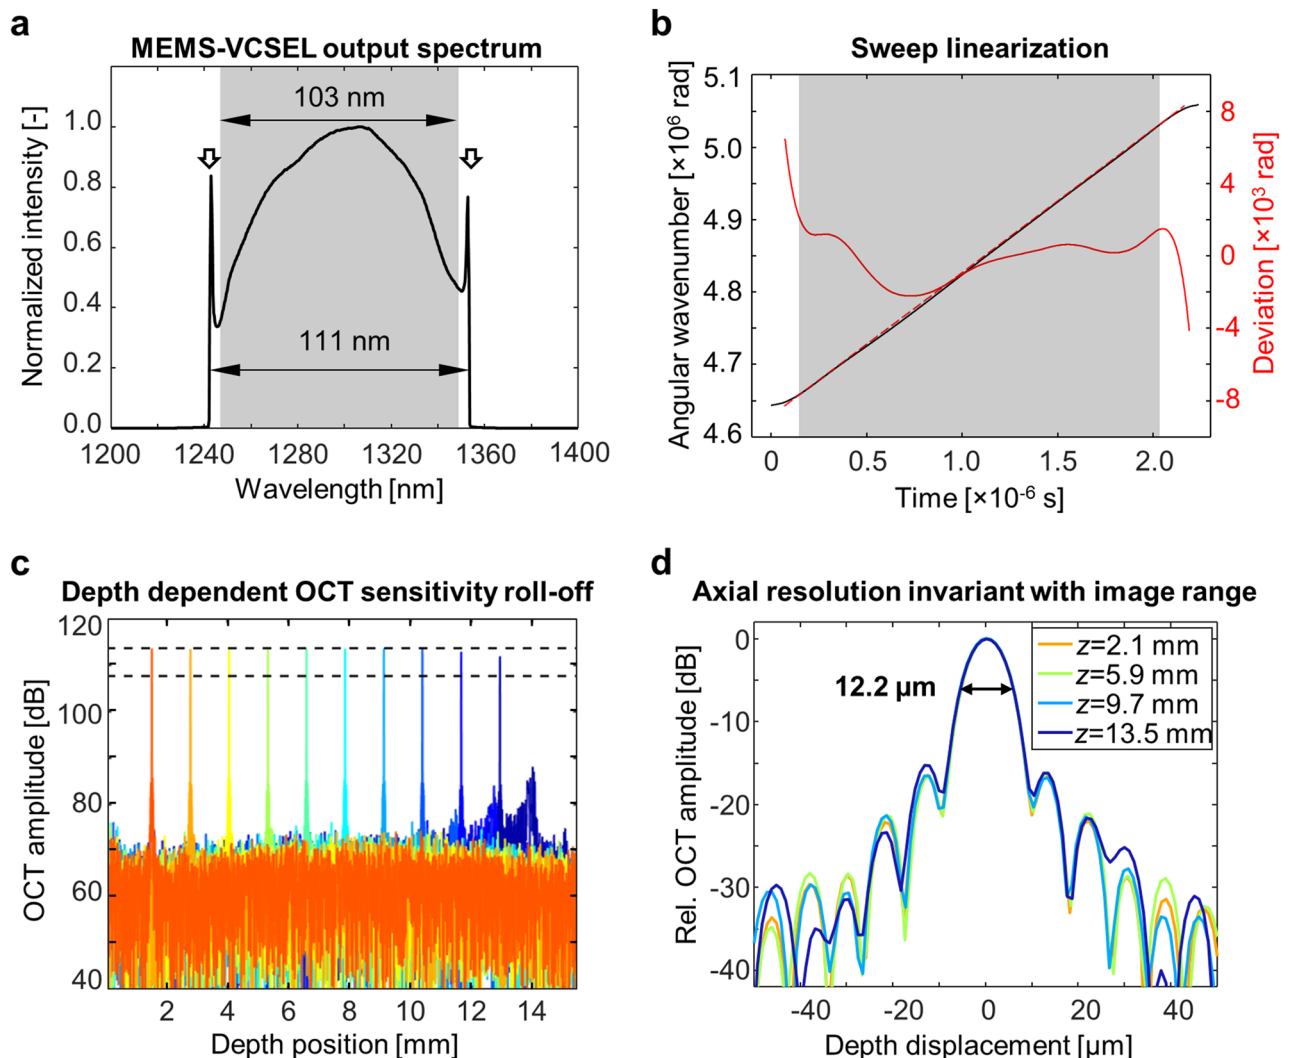 a
MEMS-VCSEL output spectrum
Normalized intensity [-]
1.0
0.8
0.6
0.4
0.2
0.0
103 nm
111 nm
1200 1240 1280 1320 1360 1400
Wavelength [nm]
b
Sweep linearization
Angular wavenumber [×10⁶ rad]
5.1
5.0
4.9
4.8
4.7
4.6
8
4
0
-4
-8
Deviation [×10³ rad]
0 0.5 1.0 1.5 2.0
Time [×10⁻⁶ s]
c
Depth dependent OCT sensitivity roll-off
OCT amplitude [dB]
120
100
80
60
40
2 4 6 8 10 12 14
Depth position [mm]
d
Axial resolution invariant with image range
Rel. OCT amplitude [dB]
0
-10
-20
-30
-40
12.2 µm
z=2.1 mm
z=5.9 mm
z=9.7 mm
z=13.5 mm
-40 -20 0 20 40
Depth displacement [µm]